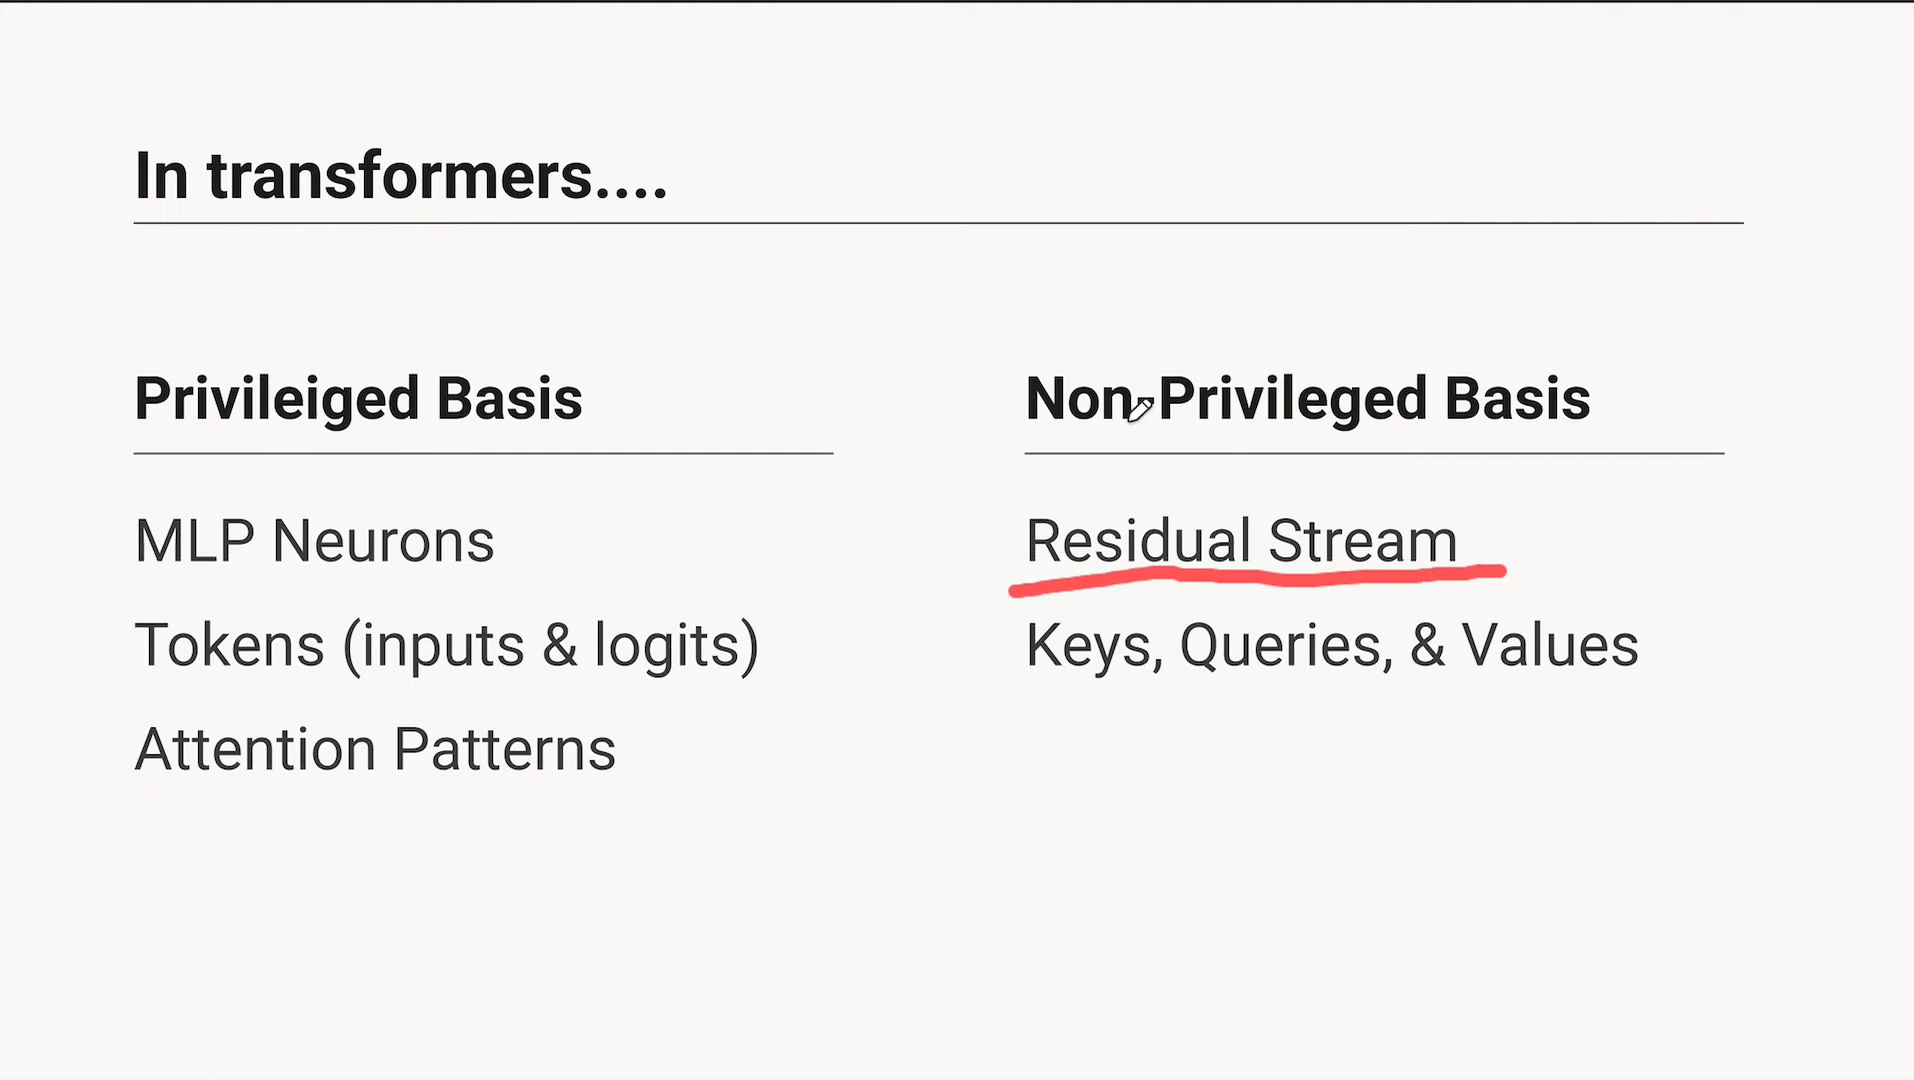 In transformers....
Privileiged Basis
MLP Neurons
Tokens (inputs & logits)
Attention Patterns
Non-Privileged Basis
Residual Stream
Keys, Queries, & Values